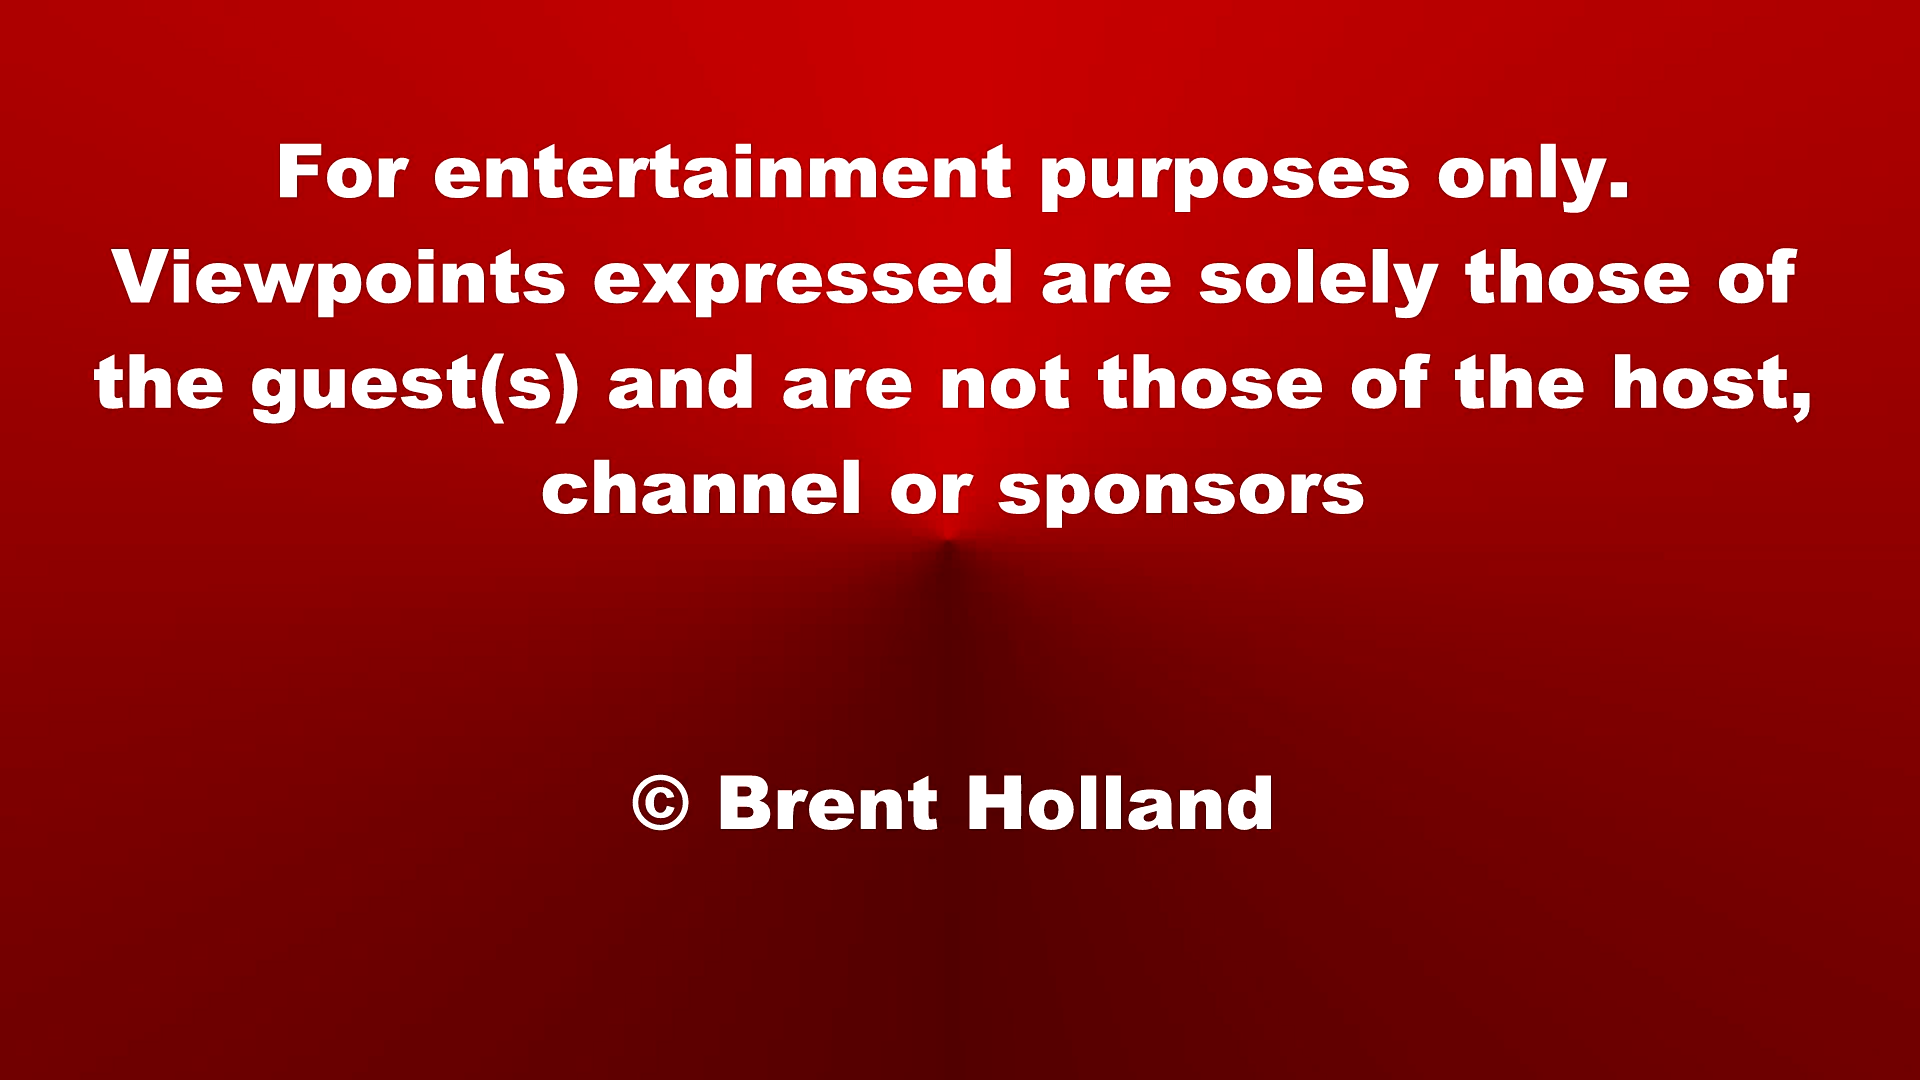 For entertainment purposes only.
Viewpoints expressed are solely those of
the guest(s) and are not those of the host,
channel or sponsors
© Brent Holland